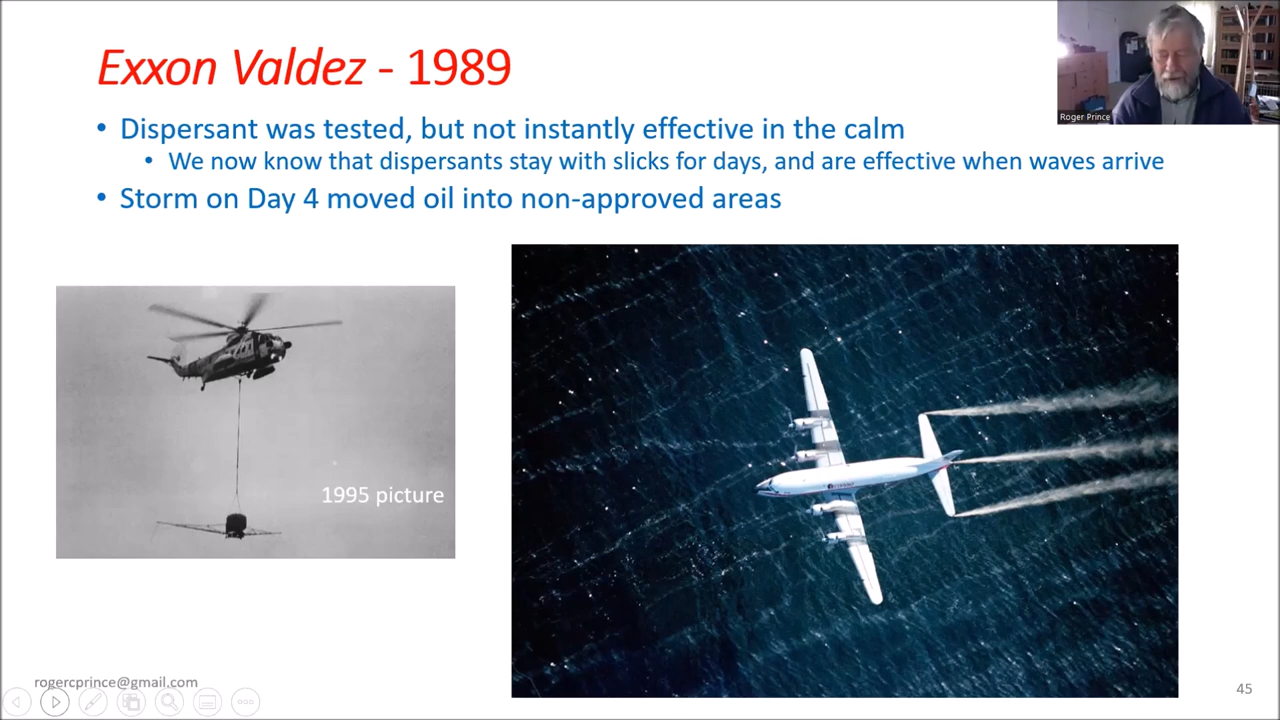 Exxon Valdez - 1989
• Dispersant was tested, but not instantly effective in the calm
• We now know that dispersants stay with slicks for days, and are effective when waves arrive
• Storm on Day 4 moved oil into non-approved areas
Roger Prince
1995 picture
rogercprince@gmail.com
45